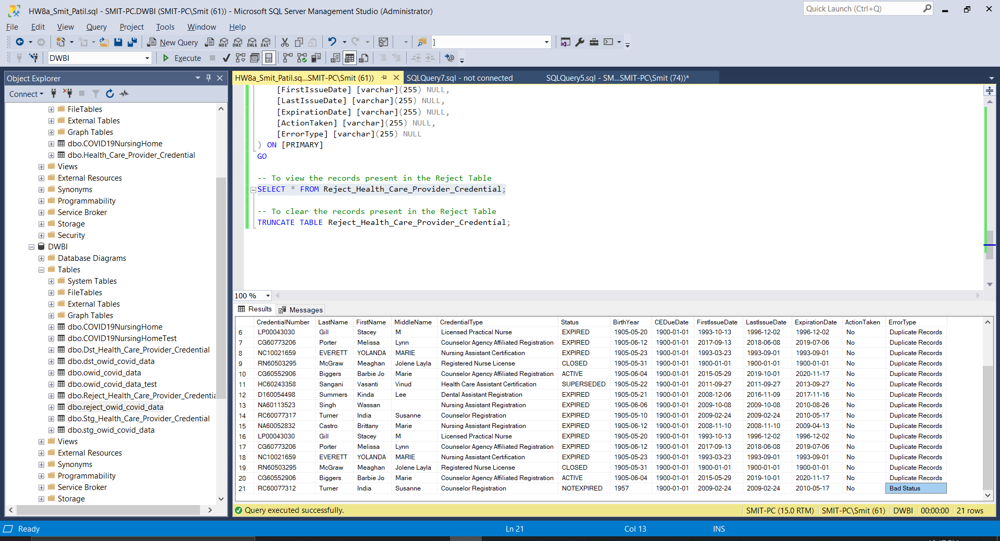 HW8a_Smit_Patil.sql - SMIT-PC.DWBI (SMIT-PC\Smit (61)) - Microsoft SQL Server Management Studio (Administrator)
Quick Launch (Ctrl+Q)
File Edit View Query Project Tools Window Help
New Query MDX DMX XMLA DAX ]
DWBI Execute
Object Explorer
Connect
FileTables
External Tables
Graph Tables
dbo.COVID19NursingHome
dbo.Health_Care_Provider_Credential
Views
External Resources
Synonyms
Programmability
Service Broker
Storage
Security
DWBI
Database Diagrams
Tables
System Tables
FileTables
External Tables
Graph Tables
dbo.COVID19NursingHome
dbo.COVID19NursingHomeTest
dbo.Dst_Health_Care_Provider_Credential
dbo.dst_owid_covid_data
dbo.owid_covid_data
dbo.owid_covid_data_test
dbo.Reject_Health_Care_Provider_Credentia
dbo.reject_owid_covid_data
dbo.Stg_Health_Care_Provider_Credential
dbo.stg_owid_covid_data
Views
External Resources
Synonyms
Programmability
Service Broker
Storage
HW8a_Smit_Patil.sq...SMIT-PC\Smit (61)) SQLQuery7.sql - not connected SQLQuery5.sql - SM...SMIT-PC\Smit (74))*
[FirstIssueDate] [varchar](255) NULL,
[LastIssueDate] [varchar](255) NULL,
[ExpirationDate] [varchar](255) NULL,
[ActionTaken] [varchar](255) NULL,
[ErrorType] [varchar](255) NULL
) ON [PRIMARY]
GO
-- To view the records present in the Reject Table
SELECT * FROM Reject_Health_Care_Provider_Credential;
-- To clear the records present in the Reject Table
TRUNCATE TABLE Reject_Health_Care_Provider_Credential;
100 %
Results Messages
CredentialNumber LastName FirstName MiddleName CredentialType Status BirthYear CEDueDate FirstIssueDate LastIssueDate ExpirationDate ActionTaken ErrorType
6 LP00043030 Gill Stacey M Licensed Practical Nurse EXPIRED 1905-05-20 1900-01-01 1993-10-13 1996-12-02 1996-12-02 No Duplicate Records
7 CG60773206 Porter Melissa Lynn Counselor Agency Affiliated Registration EXPIRED 1905-06-12 1900-01-01 2017-09-13 2018-06-08 2019-07-06 No Duplicate Records
8 NC10021659 EVERETT YOLANDA MARIE Nursing Assistant Certification EXPIRED 1905-05-23 1900-01-01 1993-03-23 1993-09-01 1993-09-01 No Duplicate Records
9 RN60503295 McGraw Meaghan Jolene Layla Registered Nurse License CLOSED 1905-05-31 1900-01-01 1900-01-01 1900-01-01 1900-01-01 No Duplicate Records
10 CG60552906 Biggers Barbie Jo Marie Counselor Agency Affiliated Registration ACTIVE 1905-06-04 1900-01-01 2015-05-29 2019-10-01 2020-11-17 No Duplicate Records
11 HC60243358 Sangani Vasanti Vinud Health Care Assistant Certification SUPERSEDED 1905-05-22 1900-01-01 2011-09-27 2011-09-27 2013-09-27 No Duplicate Records
12 D160054498 Summers Kinda Lee Dental Assistant Registration EXPIRED 1905-05-21 1900-01-01 2008-12-06 2016-11-09 2017-11-16 No Duplicate Records
13 NA60113523 Singh Wassan Nursing Assistant Registration EXPIRED 1905-06-06 1900-01-01 2009-10-08 2009-10-08 2010-08-26 No Duplicate Records
14 RC60077317 Turner India Susanne Counselor Registration EXPIRED 1905-05-10 1900-01-01 2009-02-24 2009-02-24 2010-05-17 No Duplicate Records
15 NA60052832 Castro Brittany Marie Nursing Assistant Registration EXPIRED 1905-06-12 1900-01-01 2008-11-10 2008-11-10 2009-04-13 No Duplicate Records
16 LP00043030 Gill Stacey M Licensed Practical Nurse EXPIRED 1905-05-20 1900-01-01 1993-10-13 1996-12-02 1996-12-02 No Duplicate Records
17 CG60773206 Porter Melissa Lynn Counselor Agency Affiliated Registration EXPIRED 1905-06-12 1900-01-01 2017-09-13 2018-06-08 2019-07-06 No Duplicate Records
18 NC10021659 EVERETT YOLANDA MARIE Nursing Assistant Certification EXPIRED 1905-05-23 1900-01-01 1993-03-23 1993-09-01 1993-09-01 No Duplicate Records
19 RN60503295 McGraw Meaghan Jolene Layla Registered Nurse License CLOSED 1905-05-31 1900-01-01 1900-01-01 1900-01-01 1900-01-01 No Duplicate Records
20 CG60552906 Biggers Barbie Jo Marie Counselor Agency Affiliated Registration ACTIVE 1905-06-04 1900-01-01 2015-05-29 2019-10-01 2020-11-17 No Duplicate Records
21 RC60077312 Turner India Susanne Counselor Registration NOTEXPIRED 1957 1900-01-01 2009-02-24 2009-02-24 2010-05-17 No Bad Status
Query executed successfully. SMIT-PC (15.0 RTM) SMIT-PC\Smit (61) DWBI 00:00:00 21 rows
Ready Ln 21 Col 13 INS